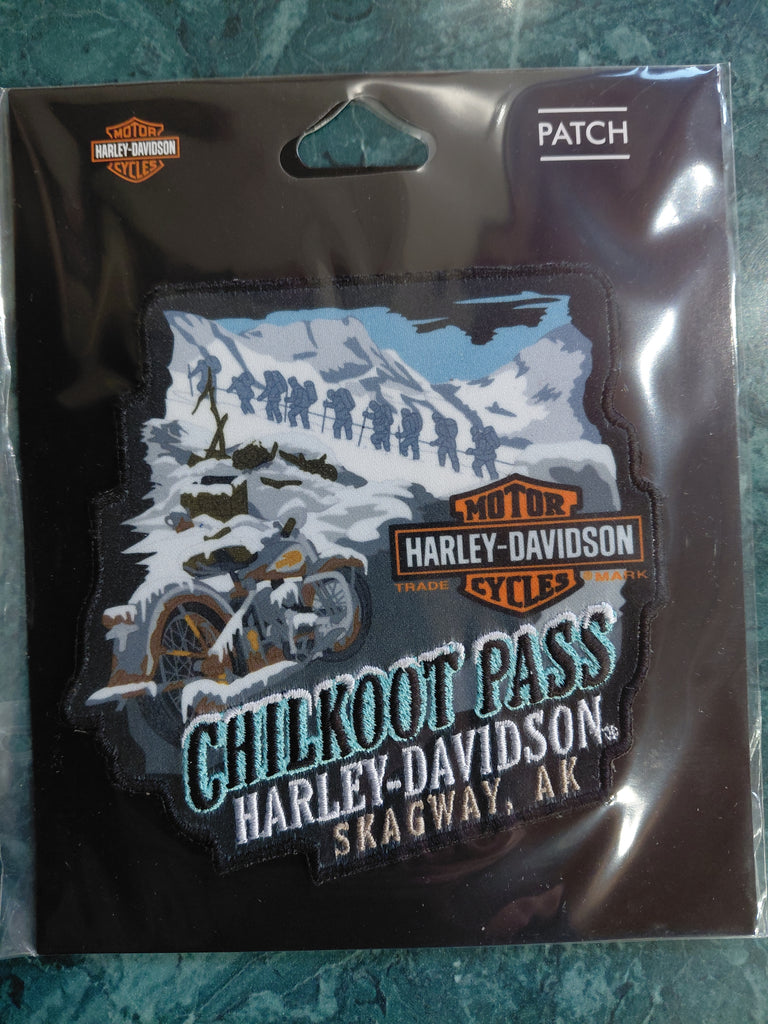 MOTOR
HARLEY-DAVIDSON
CYCLES
PATCH
MOTOR
HARLEY-DAVIDSON
TRADE MARK
CYCLES
CHILKOOT PASS
HARLEY-DAVIDSON
SKAGWAY, AK